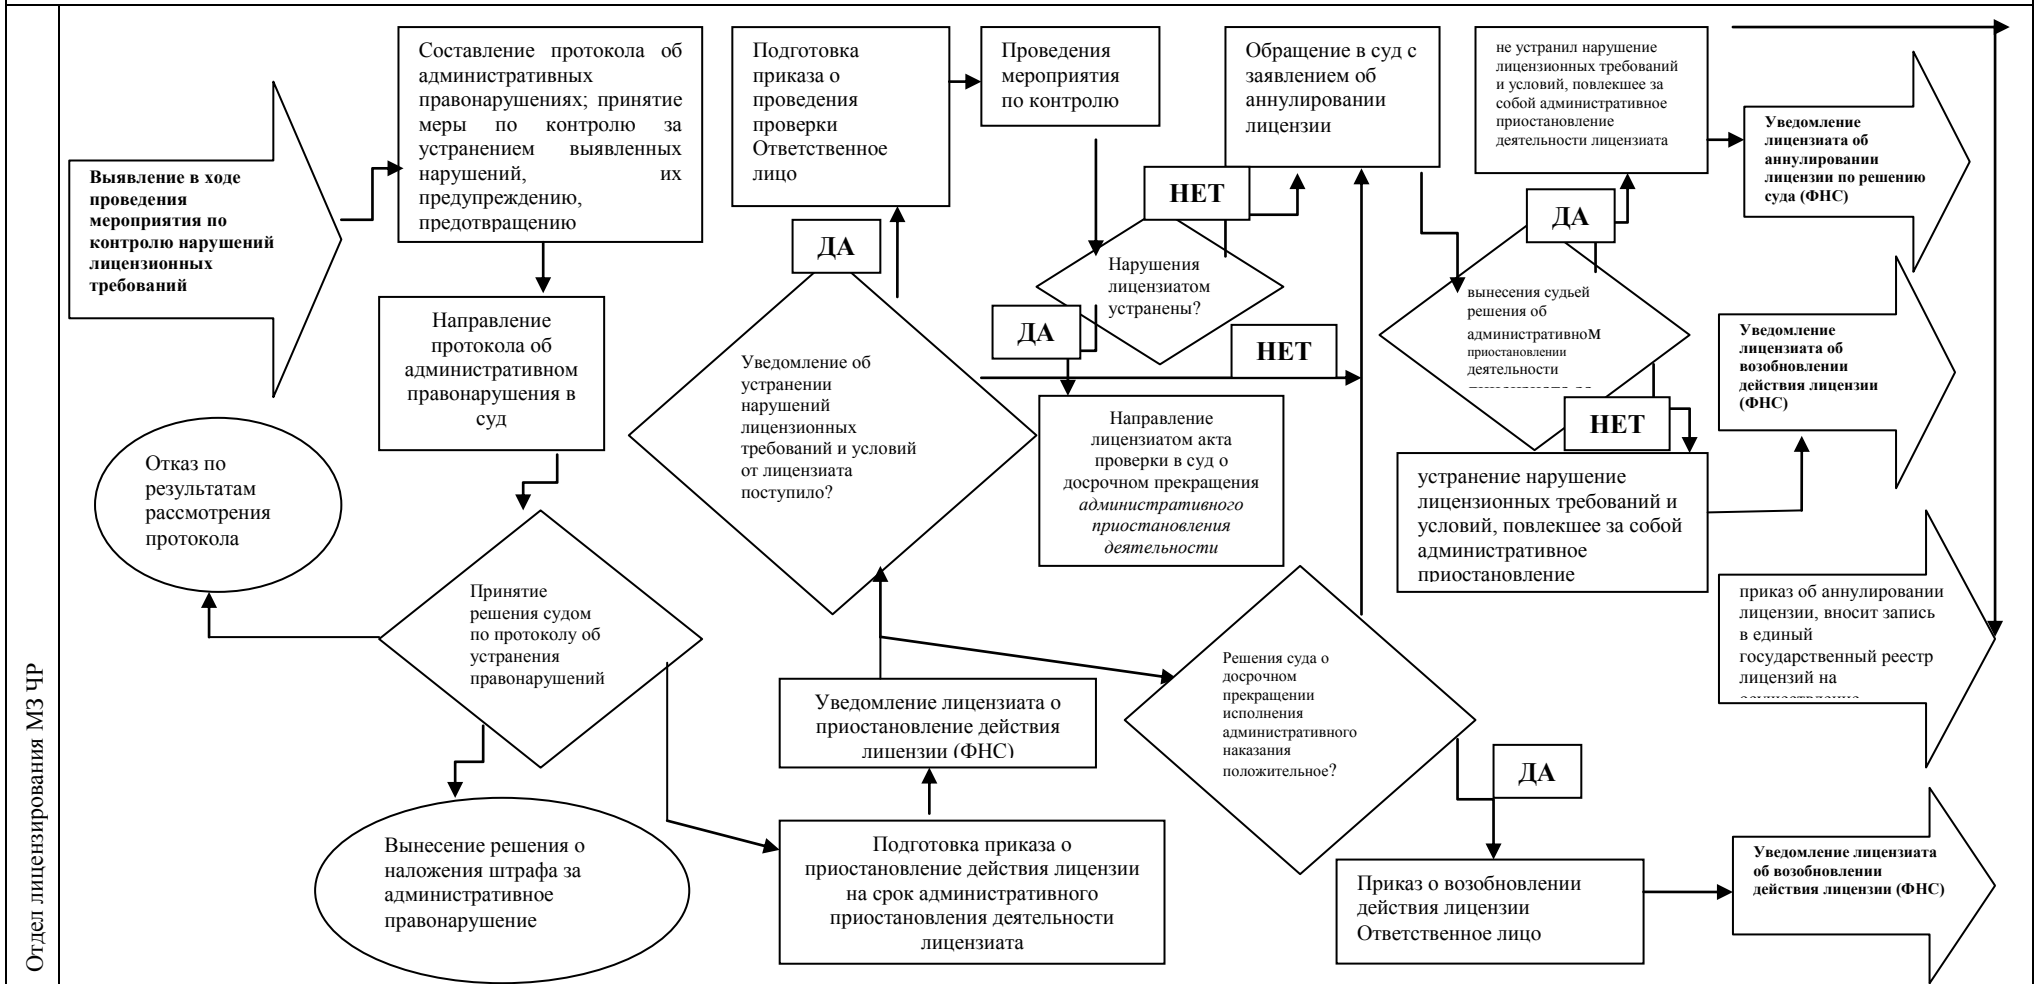 Отдел лицензирования МЗ ЧР
Выявление в ходе
проведения
мероприятия по
контролю нарушений
лицензионных
требований
Составление протокола об
административных
правонарушениях; принятие
меры по контролю за
устранением выявленных
нарушений, их
предупреждению,
предотвращению
Направление
протокола об
административном
правонарушения в
суд
Отказ по
результатам
рассмотрения
протокола
Принятие
решения судом
по протоколу об
устранения
правонарушений
Вынесение решения о
наложения штрафа за
административное
правонарушение
Подготовка приказа о
приостановление действия лицензии
на срок административного
приостановления деятельности
лицензиата
Уведомление лицензиата о
приостановление действия
лицензии (ФНС)
Уведомление об
устранении
нарушений
лицензионных
требований и условий
от лицензиата
поступило?
ДА
Подготовка
приказа о
проведения
проверки
Ответственное
лицо
Проведения
мероприятия
по контролю
НЕТ
Нарушения
лицензиатом
устранены?
ДА
НЕТ
Направление
лицензиатом акта
проверки в суд о
досрочном прекращения
административного
приостановления
деятельности
Обращение в суд с
заявлением об
аннулировании
лицензии
Решения суда о
досрочном
прекращении
исполнения
административного
наказания
положительное?
ДА
Приказ о возобновлении
действия лицензии
Ответственное лицо
Уведомление лицензиата
об возобновлении
действия лицензии (ФНС)
вынесения судьей
решения об
административном
приостановлении
деятельности
ДА
НЕТ
не устранил нарушение
лицензионных требований
и условий, повлекшее за
собой административное
приостановление
деятельности лицензиата
Уведомление
лицензиата об
аннулировании
лицензии по решению
суда (ФНС)
устранение нарушение
лицензионных требований и
условий, повлекшее за собой
административное
приостановление
Уведомление
лицензиата об
возобновлении
действия лицензии
(ФНС)
приказ об аннулировании
лицензии, вносит запись
в единый
государственный реестр
лицензий на